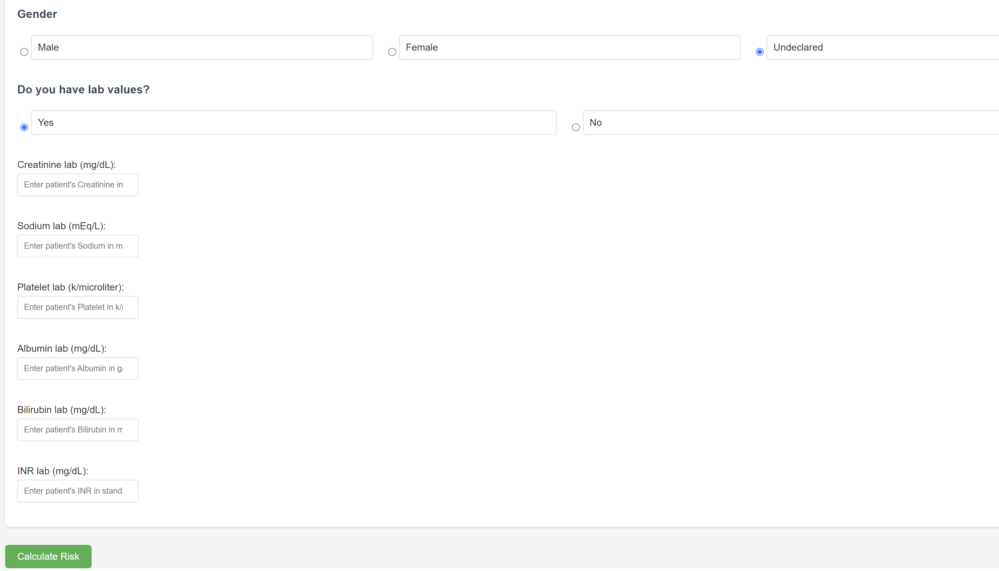 Gender
Male Female Undeclared
Do you have lab values?
Yes No
Creatinine lab (mg/dL):
Enter patient's Creatinine in
Sodium lab (mEq/L):
Enter patient's Sodium in m
Platelet lab (k/microliter):
Enter patient's Platelet in k/
Albumin lab (mg/dL):
Enter patient's Albumin in g/
Bilirubin lab (mg/dL):
Enter patient's Bilirubin in m
INR lab (mg/dL):
Enter patient's INR in stand
Calculate Risk